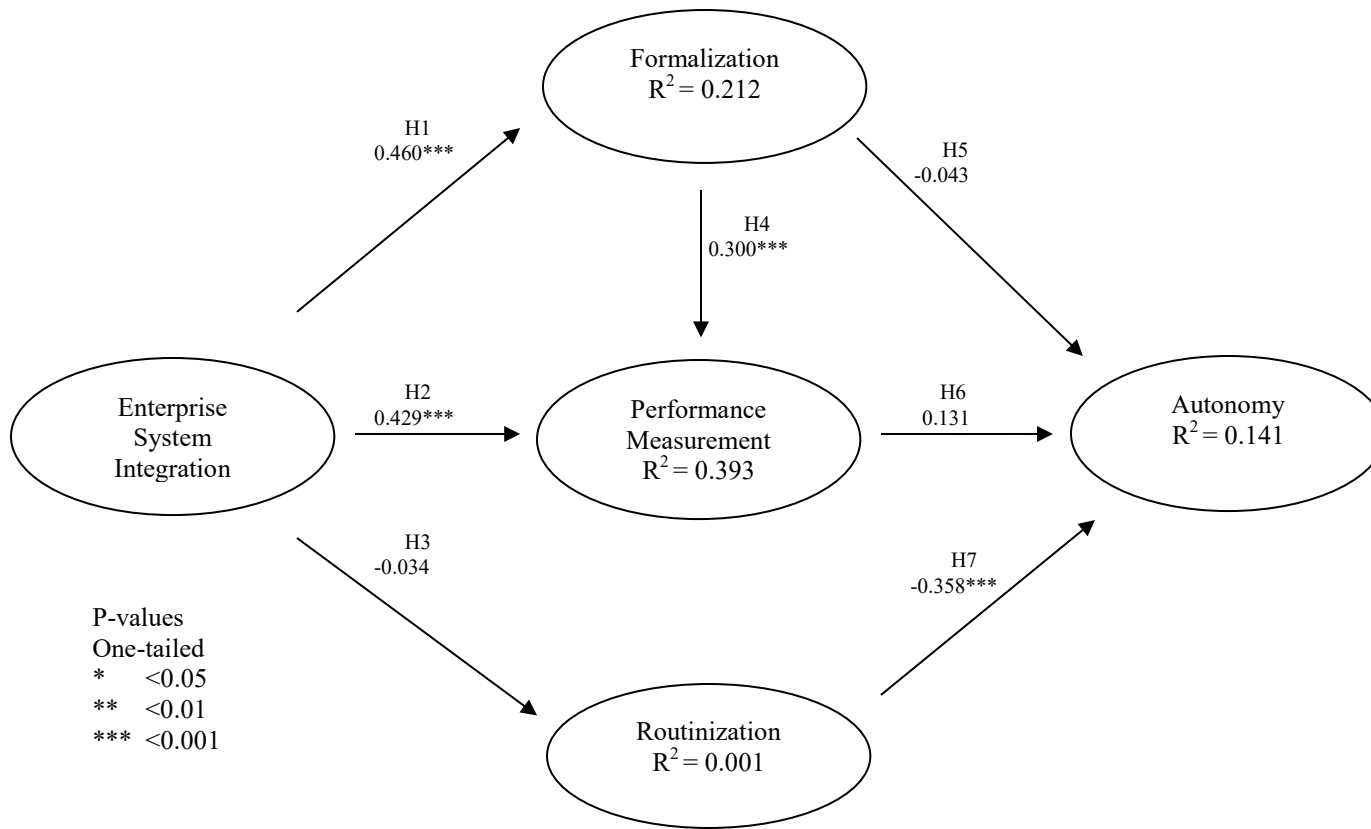 Formalization
R² = 0.212
H1
0.460***
H5
-0.043
H4
0.300***
Enterprise
System
Integration
H2
0.429***
Performance
Measurement
R² = 0.393
H6
0.131
Autonomy
R² = 0.141
H3
-0.034
H7
-0.358***
P-values
One-tailed
* <0.05
** <0.01
*** <0.001
Routinization
R² = 0.001